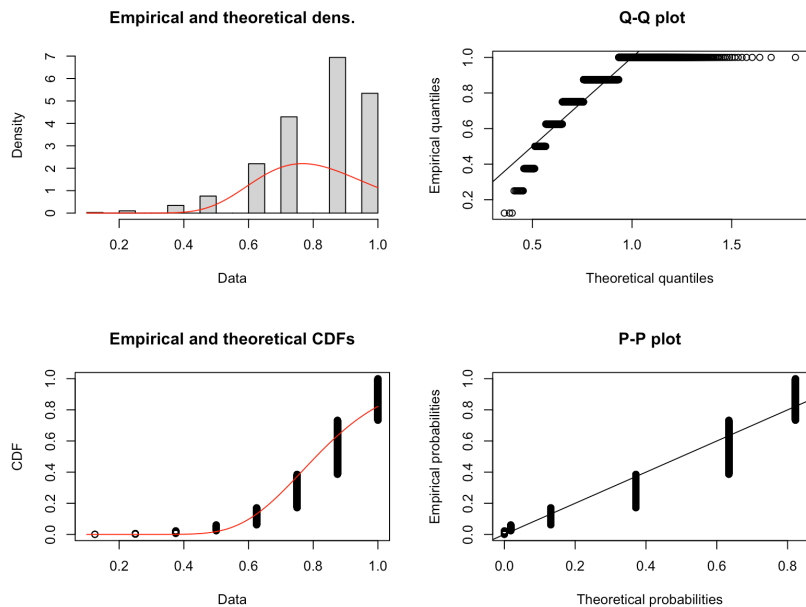 Empirical and theoretical dens.
Density
0 1 2 3 4 5 6 7
0.2 0.4 0.6 0.8 1.0
Data
Q-Q plot
Empirical quantiles
0.2 0.4 0.6 0.8 1.0
0.5 1.0 1.5
Theoretical quantiles
Empirical and theoretical CDFs
CDF
0.0 0.2 0.4 0.6 0.8 1.0
0.2 0.4 0.6 0.8 1.0
Data
P-P plot
Empirical probabilities
0.0 0.2 0.4 0.6 0.8 1.0
0.0 0.2 0.4 0.6 0.8
Theoretical probabilities